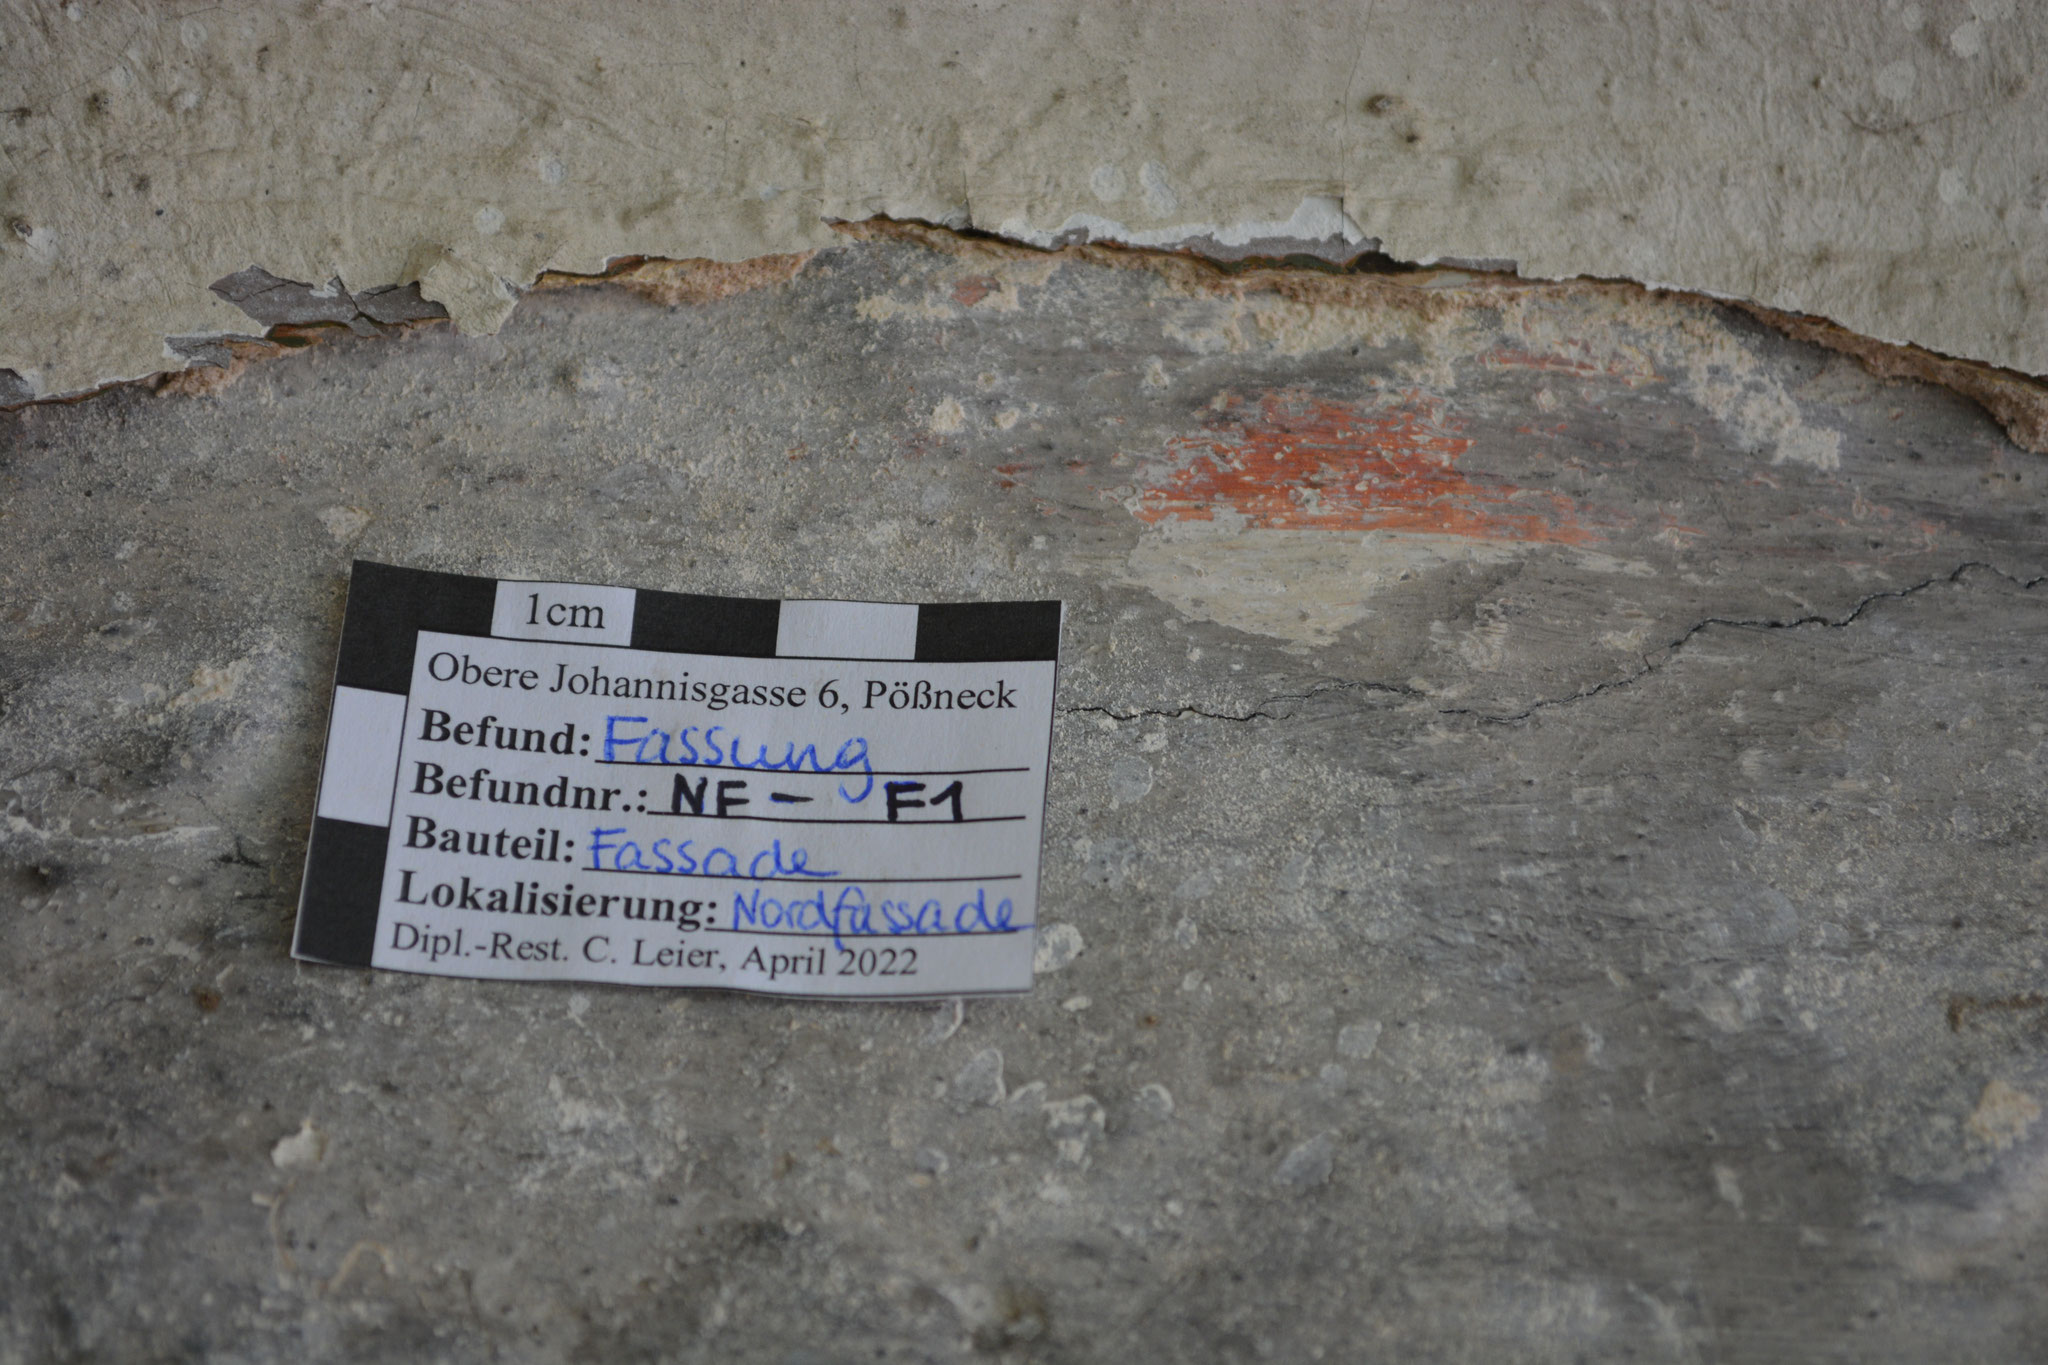 1cm
Obere Johannisgasse 6, Pößneck
Befund: Fassung
Befundnr.: NF - F1
Bauteil: Fassade
Lokalisierung: Nordfassade
Dipl.-Rest. C. Leier, April 2022